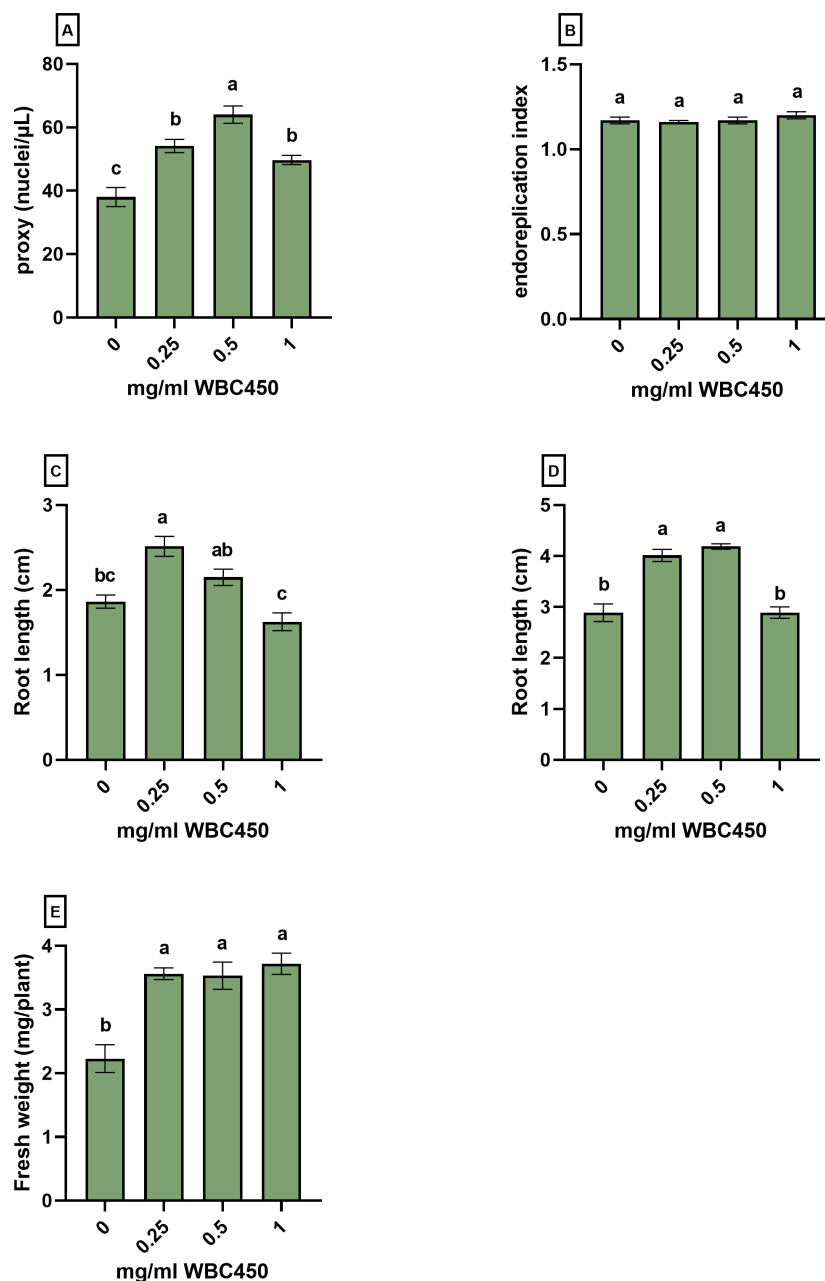 A
proxy (nuclei/µL)
80
60
40
20
0
c
b
a
b
0
0.25
0.5
1
mg/ml WBC450
B
endoreplication index
1.5
1.0
0.5
0.0
a
a
a
a
0
0.25
0.5
1
mg/ml WBC450
C
Root length (cm)
3
2
1
0
bc
a
ab
c
0
0.25
0.5
1
mg/ml WBC450
D
Root length (cm)
5
4
3
2
1
0
b
a
a
b
0
0.25
0.5
1
mg/ml WBC450
E
Fresh weight (mg/plant)
4
3
2
1
0
b
a
a
a
0
0.25
0.5
1
mg/ml WBC450